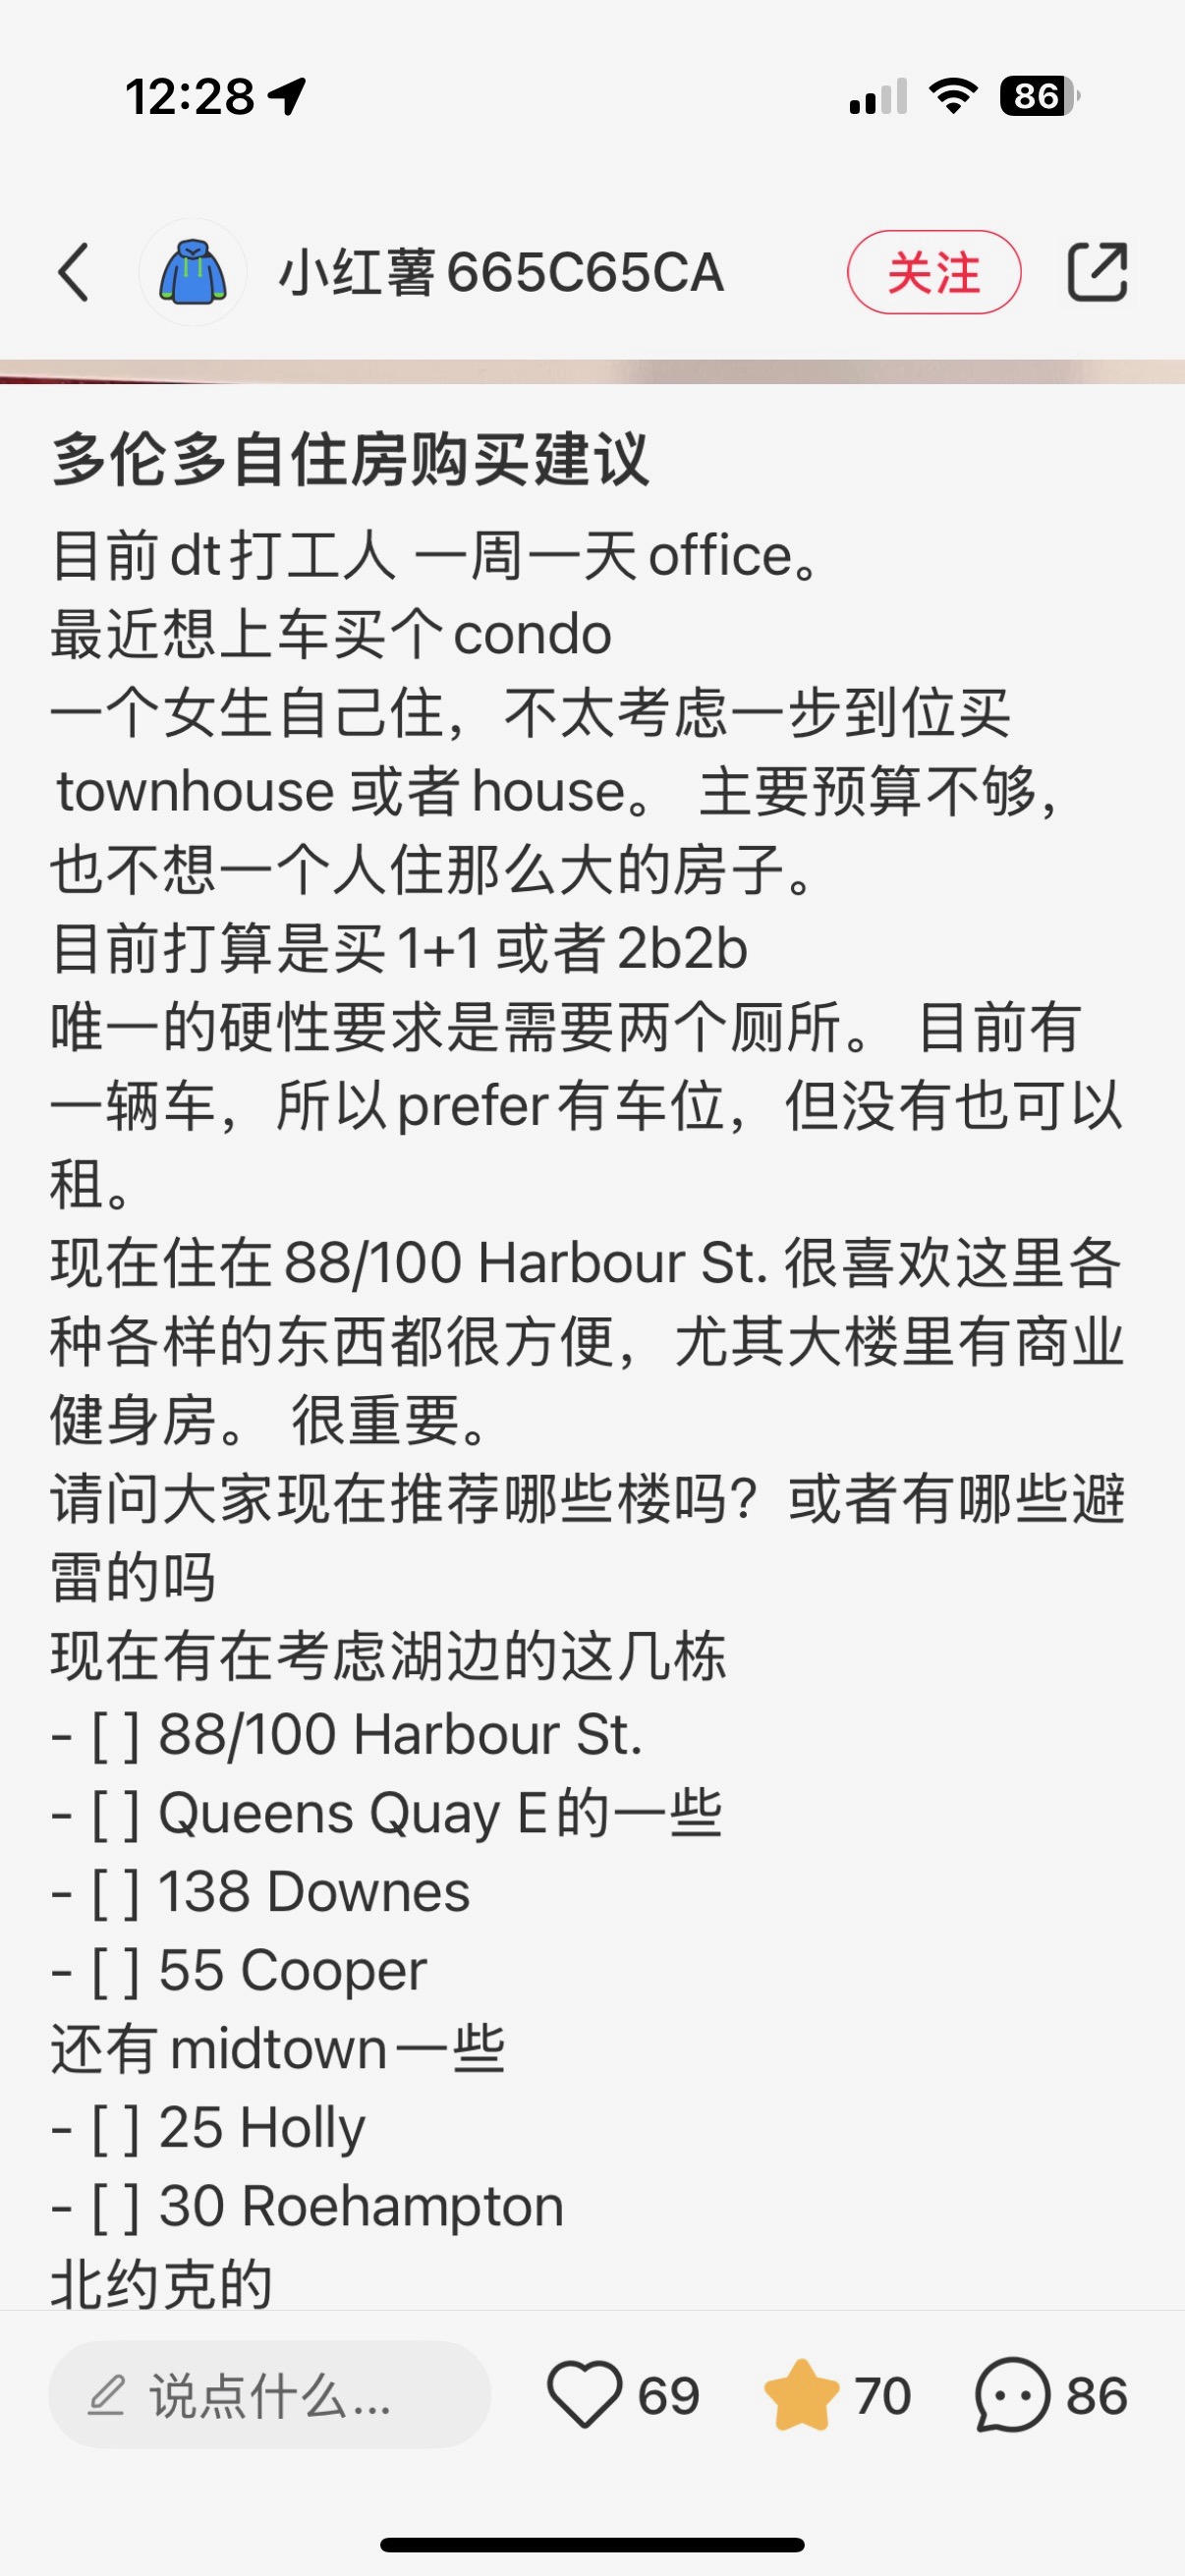 12:28
86
小红薯665C65CA
关注
多伦多自住房购买建议
目前dt打工人 一周一天office。
最近想上车买个condo
一个女生自己住，不太考虑一步到位买
townhouse 或者house。 主要预算不够，
也不想一个人住那么大的房子。
目前打算是买1+1 或者2b2b
唯一的硬性要求是需要两个厕所。 目前有
一辆车，所以prefer有车位，但没有也可以
租。
现在住在88/100 Harbour St. 很喜欢这里各
种各样的东西都很方便，尤其大楼里有商业
健身房。 很重要。
请问大家现在推荐哪些楼吗？或者有哪些避
雷的吗
现在有在考虑湖边的这几栋
- [ ] 88/100 Harbour St.
- [ ] Queens Quay E的一些
- [ ] 138 Downes
- [ ] 55 Cooper
还有midtown一些
- [ ] 25 Holly
- [ ] 30 Roehampton
北约克的
说点什么...
69
70
86